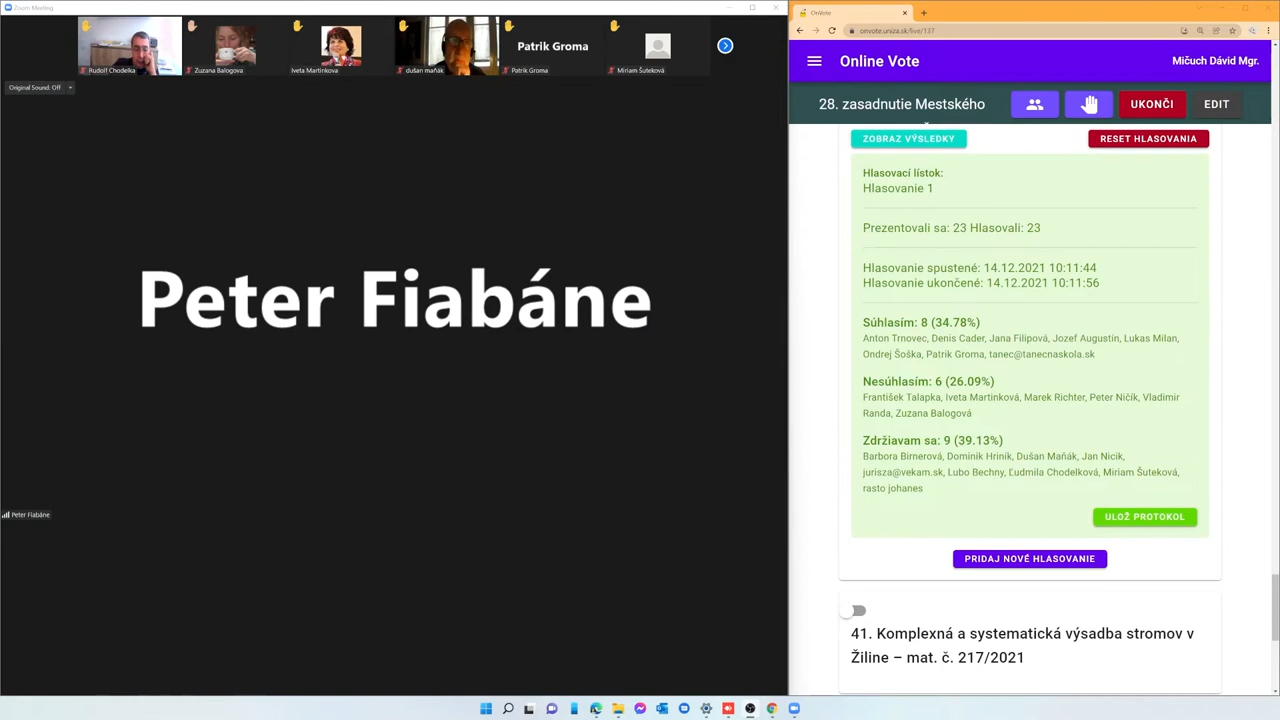 Zoom Meeting
Rudolf Chodelka
Zuzana Balogova
Iveta Martinkova
dušan maňák
Patrik Groma
Patrik Groma
Miriam Šuteková
Original Sound: Off
Peter Fiabáne
Peter Fiabáne
OnVote
onvote.uniza.sk/live/137
Online Vote
Mičuch Dávid Mgr.
28. zasadnutie Mestského
UKONČI
EDIT
ZOBRAZ VÝSLEDKY
RESET HLASOVANIA
Hlasovací lístok:
Hlasovanie 1
Prezentovali sa: 23 Hlasovali: 23
Hlasovanie spustené: 14.12.2021 10:11:44
Hlasovanie ukončené: 14.12.2021 10:11:56
Súhlasím: 8 (34.78%)
Anton Trnovec, Denis Cader, Jana Filipová, Jozef Augustín, Lukas Milan,
Ondrej Šoška, Patrik Groma, tanec@tanecnaskola.sk
Nesúhlasím: 6 (26.09%)
František Talapka, Iveta Martinková, Marek Richter, Peter Ničík, Vladimir
Randa, Zuzana Balogová
Zdržiavam sa: 9 (39.13%)
Barbora Birnerová, Dominik Hriník, Dušan Maňák, Jan Nicik,
jurisza@vekam.sk, Lubo Bechny, Ľudmila Chodelková, Miriam Šuteková,
rasto johanes
ULOŽ PROTOKOL
PRIDAJ NOVÉ HLASOVANIE
41. Komplexná a systematická výsadba stromov v
Žiline – mat. č. 217/2021